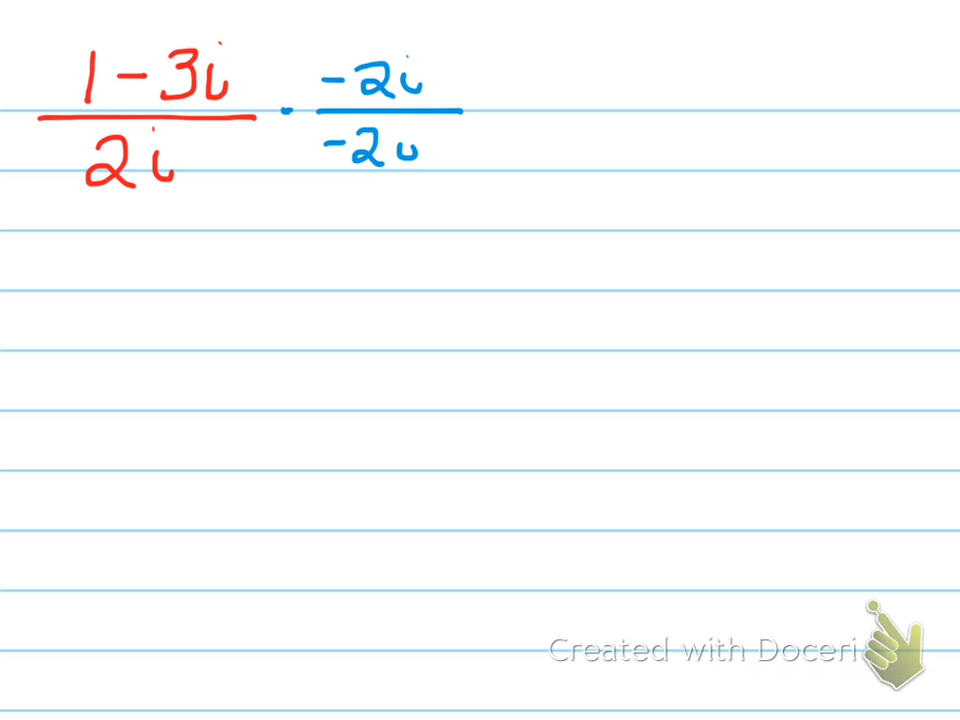 1 - 3i   -2i
――― · ―――
2i   -2i
Created with Doceri